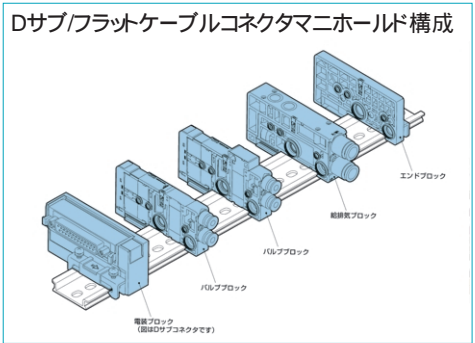 Dサブ/フラットケーブルコネクタマニホールド構成
エンドブロック
給排気ブロック
バルブブロック
バルブブロック
電装ブロック
（図はDサブコネクタです）